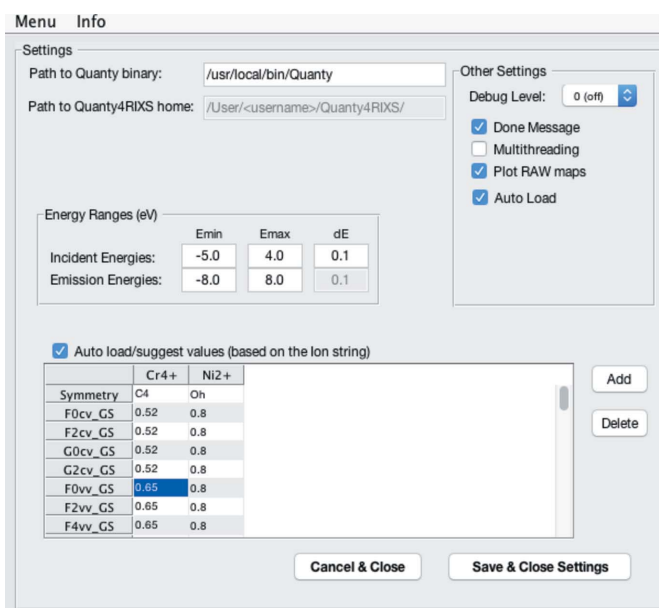 Menu Info
Settings
Path to Quanty binary: /usr/local/bin/Quanty
Path to Quanty4RIXS home: /User/<username>/Quanty4RIXS/
Other Settings
Debug Level: 0 (off)
Done Message
Multithreading
Plot RAW maps
Auto Load
Energy Ranges (eV)
Emin Emax dE
Incident Energies: -5.0 4.0 0.1
Emission Energies: -8.0 8.0 0.1
Auto load/suggest values (based on the Ion string)
Cr4+ Ni2+
Symmetry C4 Oh
F0cv_GS 0.52 0.8
F2cv_GS 0.52 0.8
G0cv_GS 0.52 0.8
G2cv_GS 0.52 0.8
F0vv_GS 0.65 0.8
F2vv_GS 0.65 0.8
F4vv_GS 0.65 0.8
Add
Delete
Cancel & Close Save & Close Settings